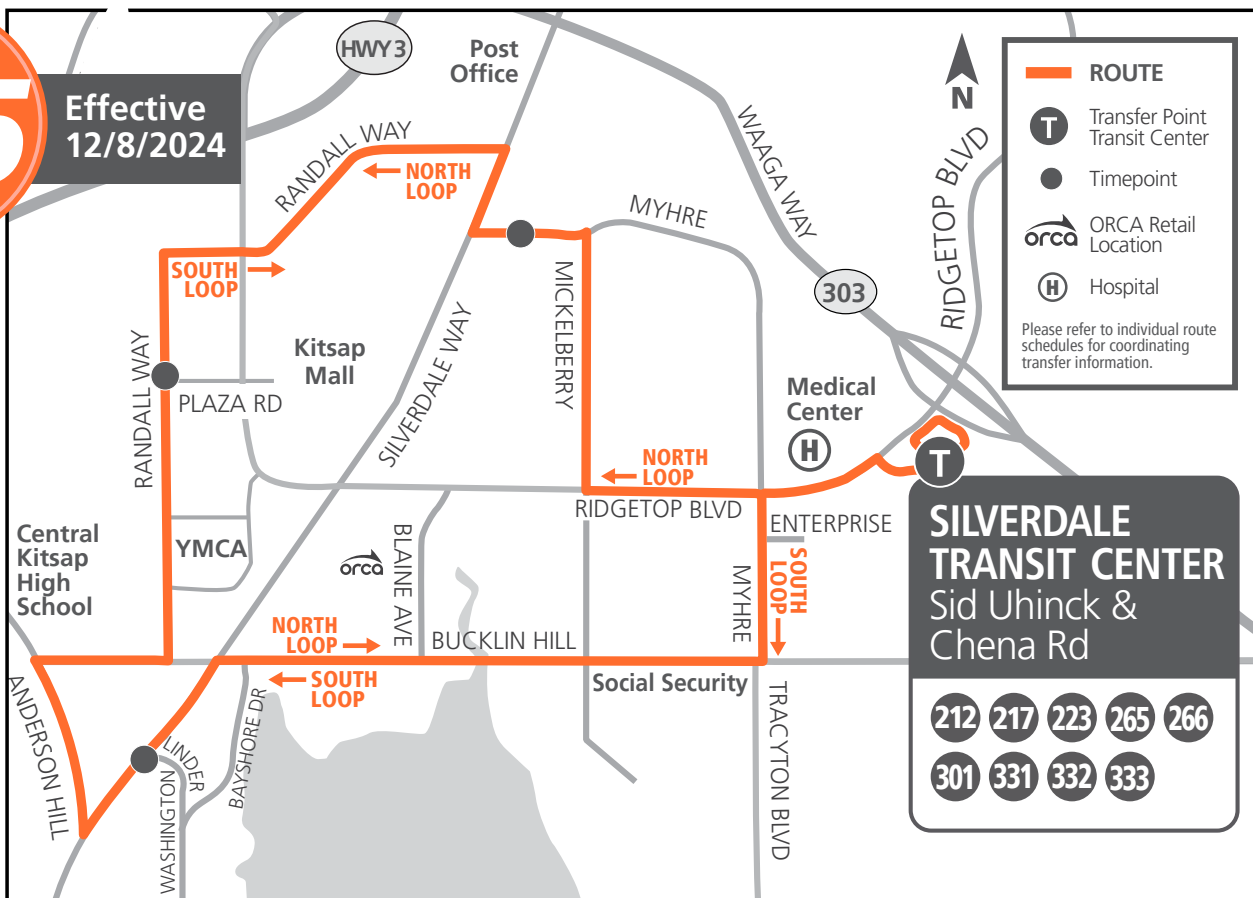 5
Effective
12/8/2024
HWY 3
Post
Office
N
ROUTE
T
Transfer Point
Transit Center
Timepoint
orca
ORCA Retail
Location
H
Hospital
Please refer to individual route
schedules for coordinating
transfer information.
RANDALL WAY
NORTH
LOOP
WAAGA WAY
RIDGETOP BLVD
MYHRE
SOUTH
LOOP
303
MICKELBERRY
SILVERDALE WAY
Kitsap
Mall
RANDALL WAY
PLAZA RD
Medical
Center
H
NORTH
LOOP
T
RIDGETOP BLVD
ENTERPRISE
SILVERDALE
TRANSIT CENTER
Sid Uhinck &
Chena Rd
212 217 223 265 266
301 331 332 333
Central
Kitsap
High
School
YMCA
orca
BLAINE AVE
MYHRE
SOUTH
LOOP
NORTH
LOOP
BUCKLIN HILL
SOUTH
LOOP
Social Security
ANDERSON HILL
LINDER
WASHINGTON
BAYSHORE DR
TRACYTON BLVD